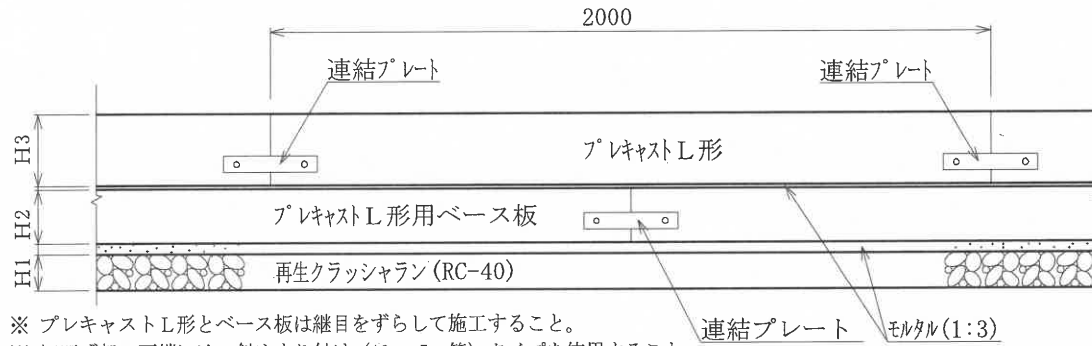 2000
連結プレート
連結プレート
H3
プレキャストL形
H2
プレキャストL形用ベース板
H1
再生クラッシャラン(RC-40)
※ プレキャストL形とベース板は継目をずらして施工すること。
連結プレート
モルタル(1:3)